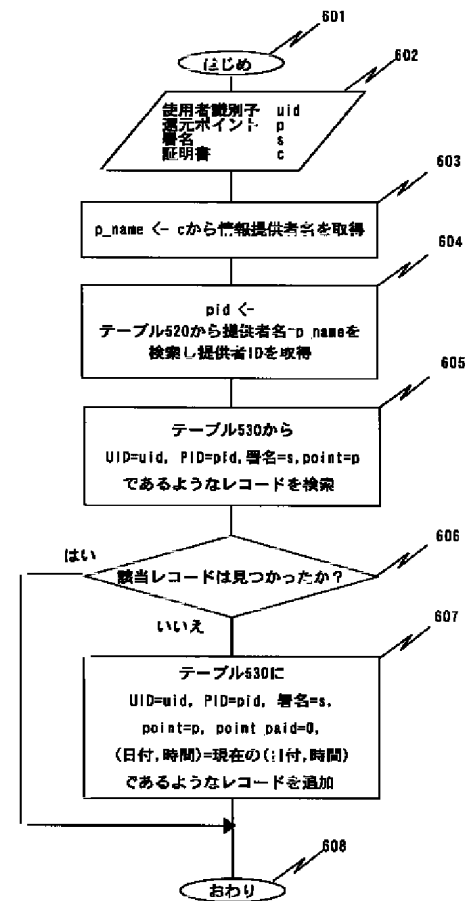 601
はじめ
602
使用者識別子 uid
還元ポイント p
署名 s
証明書 c
603
p_name <- cから情報提供者名を取得
604
pid <-
テーブル520から提供者名=p_nameを
検索し提供者IDを取得
605
テーブル530から
UID=uid, PID=pid,署名=s,point=p
であるようなレコードを検索
606
はい
該当レコードは見つかったか？
いいえ
607
テーブル530に
UID=uid, PID=pid, 署名=s,
point=p, point_paid=0,
(日付,時間)=現在の(日付,時間)
であるようなレコードを追加
608
おわり